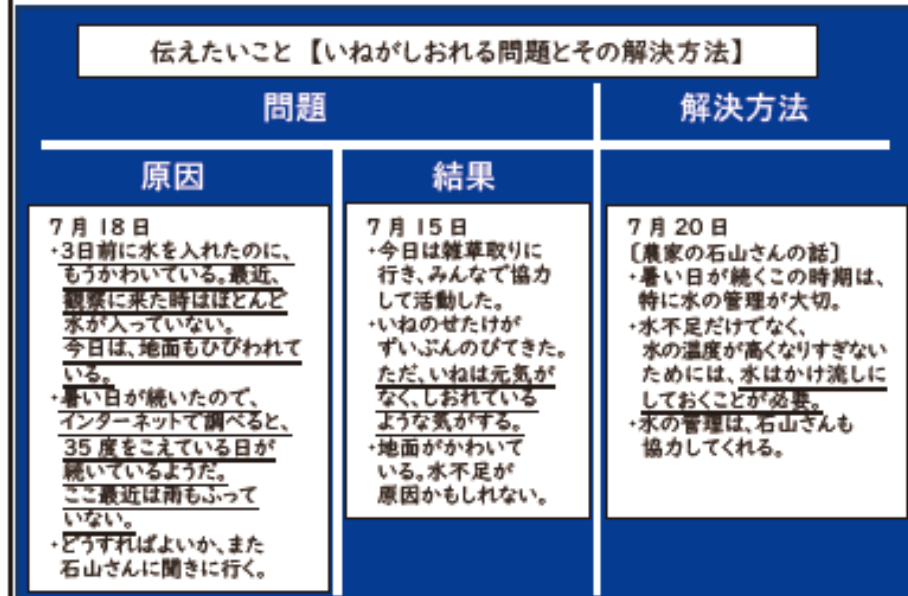 伝えたいこと【いねがしおれる問題とその解決方法】
問題
解決方法
原因
結果
7月18日
・3日前に水を入れたのに、
もうかわいている。最近、
観察に来た時はほとんど
水が入っていない。
今日は、地面もひびわれて
いる。
・暑い日が続いたので、
インターネットで調べると、
35度をこえている日が
続いているようだ。
ここ最近は雨もふって
いない。
・どうすればよいか、また
石山さんに聞きに行く。
7月15日
・今日は雑草取りに
行き、みんなで協力
して活動した。
・いねのせたけが
ずいぶんのびてきた。
ただ、いねは元気が
なく、しおれている
ような気がする。
・地面がかわいて
いる。水不足が
原因かもしれない。
7月20日
〔農家の石山さんの話〕
・暑い日が続くこの時期は、
特に水の管理が大切。
・水不足だけでなく、
水の温度が高くなりすぎない
ためには、水はかけ流しに
しておくことが必要。
・水の管理は、石山さんも
協力してくれる。